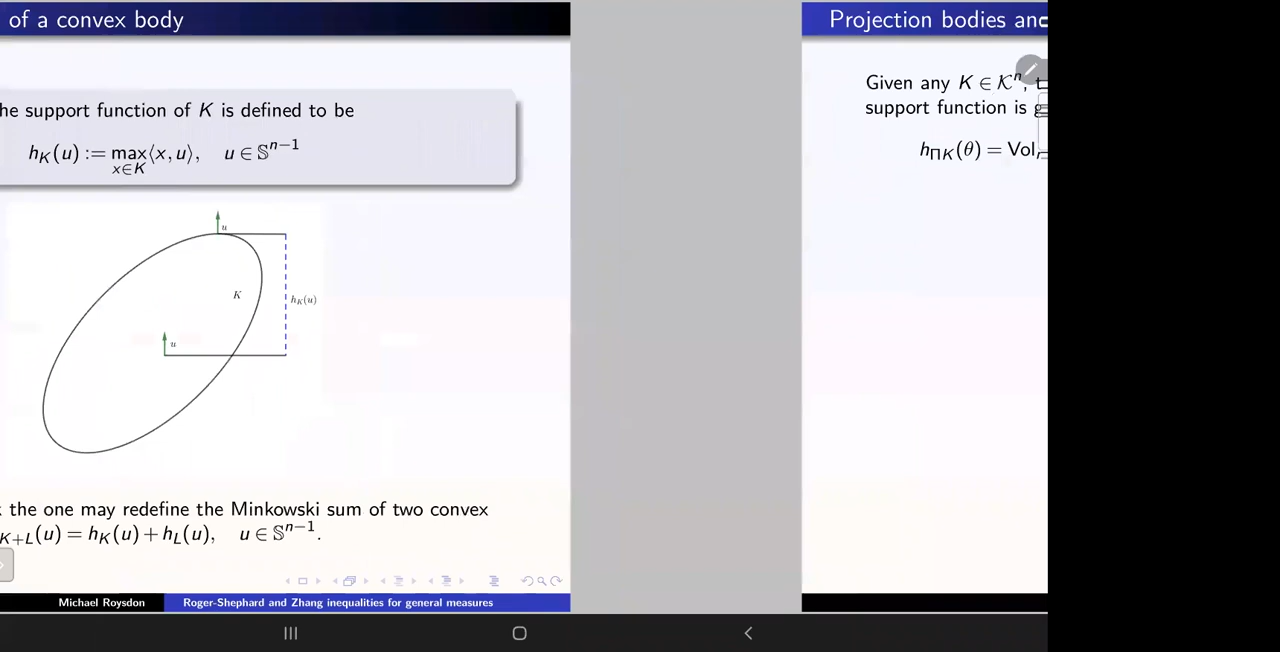 of a convex body
he support function of K is defined to be
h_K(u) := max_{x∈K}⟨x, u⟩, u ∈ 𝕊^{n−1}
u
K
h_K(u)
u
the one may redefine the Minkowski sum of two convex
_{K+L}(u) = h_K(u) + h_L(u), u ∈ 𝕊^{n−1}.
Michael Roysdon Roger-Shephard and Zhang inequalities for general measures
Projection bodies and
Given any K ∈ 𝒦^n, t
support function is g
h_{ΠK}(θ) = Vol